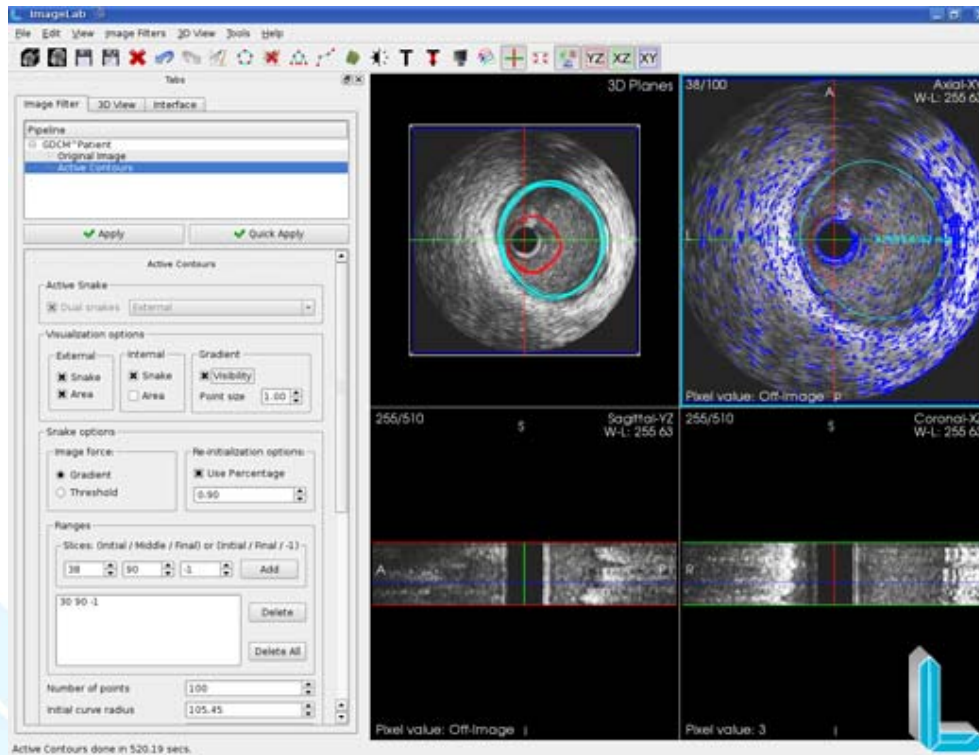 ImageLab
File Edit View Image Filters 3D View Tools Help
T T YZ XZ XY
Tabs
Image Filter 3D View Interface
Pipeline
GDCM^Patient
Original Image
Active Contours
Apply Quick Apply
Active Contours
Active Snake
Dual snakes External
Visualization options
External Internal Gradient
Snake Snake Visibility
Area Area Point size 1.00
Snake options
Image force: Re-initialization options:
Gradient Use Percentage
Threshold 0.90
Ranges
Slices: (Initial / Middle / Final) or (Initial / Final / -1)
38 90 -1 Add
30 90 -1
Delete
Delete All
Number of points 100
Initial curve radius 105.45
Active Contours done in 520.19 secs.
3D Planes
38/100 A Axial-XY
W-L: 255 63
L
Pixel value: Off-Image P
255/510 S Sagittal-YZ
W-L: 255 63
A P
Pixel value: Off-Image I
255/510 S Coronal-XZ
W-L: 255 63
R
Pixel value: 3 I